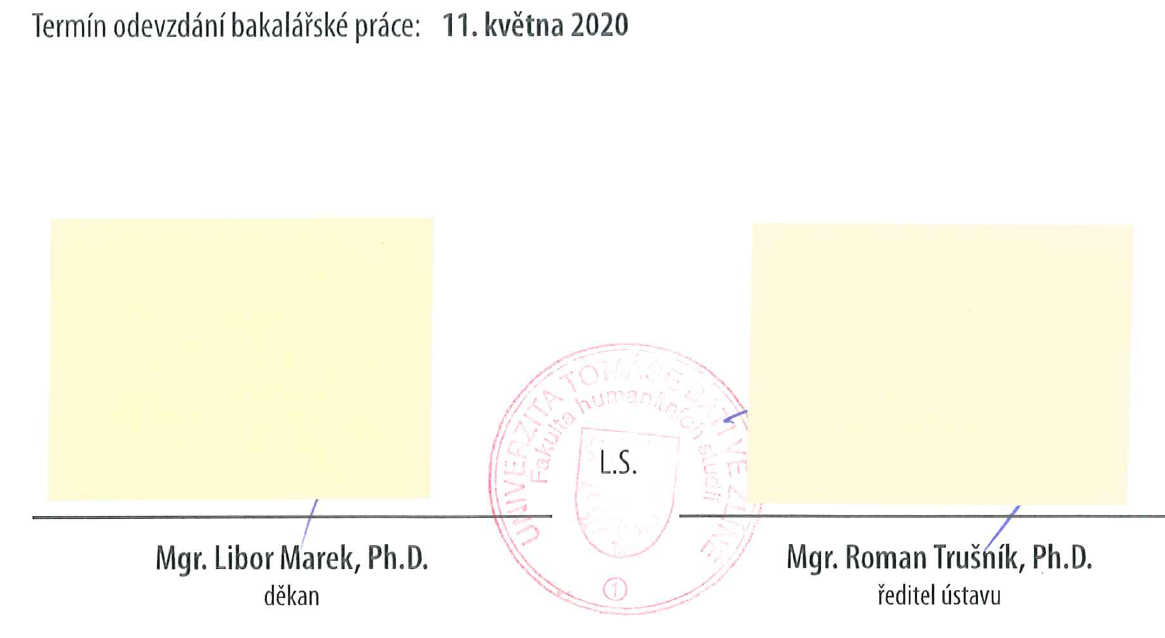 Termín odevzdání bakalářské práce: 11. května 2020
UNIVERZITA TOMÁŠE BATI VE ZLÍNĚ
Fakulta humanitních studií
L.S.
1
Mgr. Libor Marek, Ph.D.
děkan
Mgr. Roman Trušník, Ph.D.
ředitel ústavu